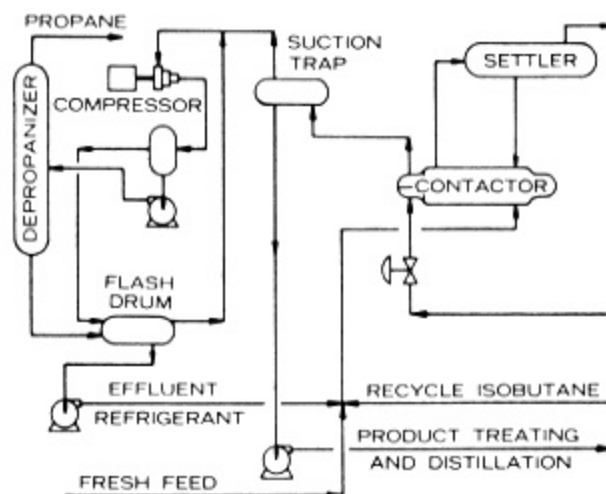 PROPANE
SUCTION
TRAP
SETTLER
COMPRESSOR
DEPROPANIZER
CONTACTOR
FLASH
DRUM
EFFLUENT
REFRIGERANT
RECYCLE ISOBUTANE
PRODUCT TREATING
AND DISTILLATION
FRESH FEED